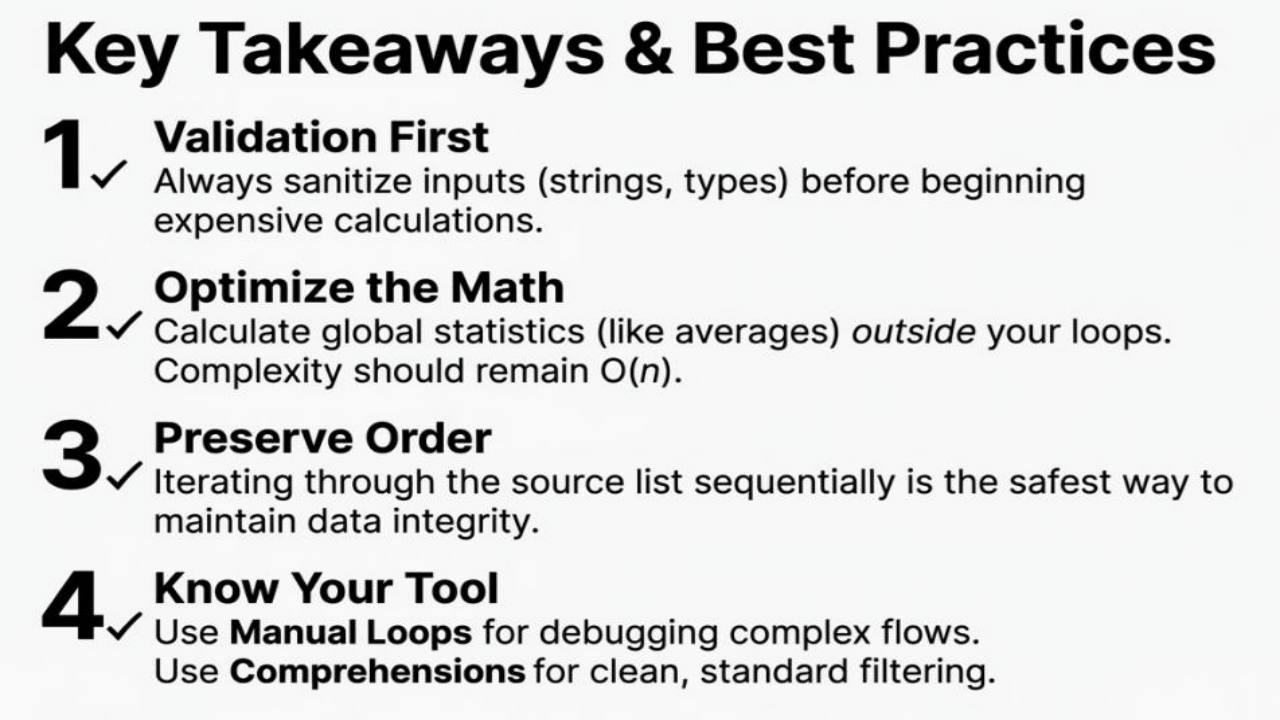 Key Takeaways & Best Practices
1 Validation First
Always sanitize inputs (strings, types) before beginning
expensive calculations.
2 Optimize the Math
Calculate global statistics (like averages) outside your loops.
Complexity should remain O(n).
3 Preserve Order
Iterating through the source list sequentially is the safest way to
maintain data integrity.
4 Know Your Tool
Use Manual Loops for debugging complex flows.
Use Comprehensions for clean, standard filtering.